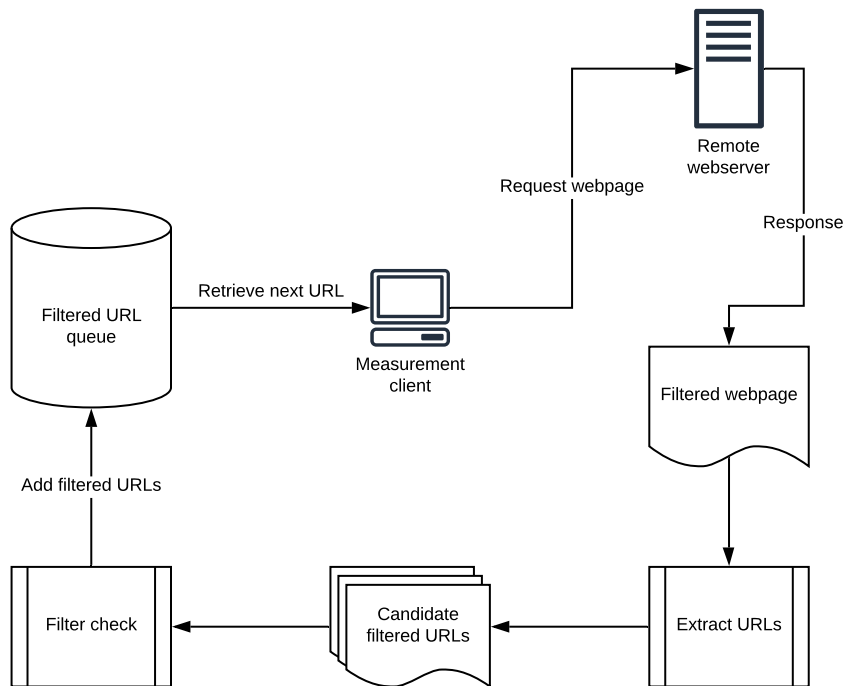 Remote
webserver
Request webpage
Response
Retrieve next URL
Filtered URL
queue
Measurement
client
Filtered webpage
Add filtered URLs
Filter check
Candidate
filtered URLs
Extract URLs